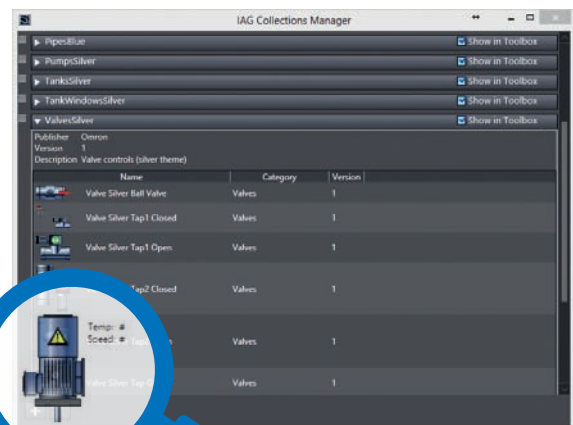 IAG Collections Manager
PipesBlue Show in Toolbox
PumpsSilver Show in Toolbox
TanksSilver Show in Toolbox
TankWindowsSilver Show in Toolbox
ValvesSilver Show in Toolbox
Publisher Omron
Version 1
Description Valve controls (silver theme)
Name Category Version
Valve Silver Ball Valve Valves 1
Valve Silver Tap1 Closed Valves 1
Valve Silver Tap1 Open Valves 1
Tap2 Closed Valves 1
Temp: #
Speed: #
Valves 1
Valve Silver Tap Valves 1